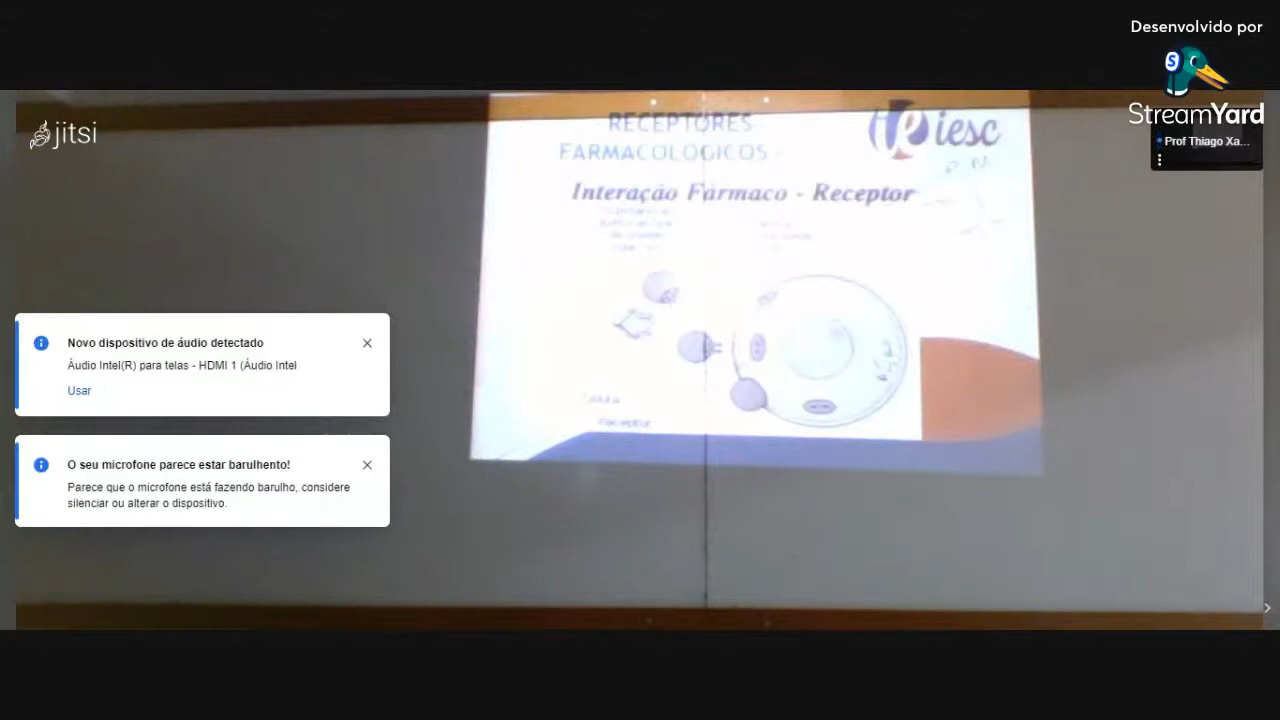 Desenvolvido por
StreamYard
jitsi
Prof Thiago Xa...
RECEPTORES
FARMACOLOGICOS -
iesc
Interação Fármaco - Receptor
Receptor
Novo dispositivo de áudio detectado
Áudio Intel(R) para telas - HDMI 1 (Áudio Intel
Usar
O seu microfone parece estar barulhento!
Parece que o microfone está fazendo barulho, considere
silenciar ou alterar o dispositivo.